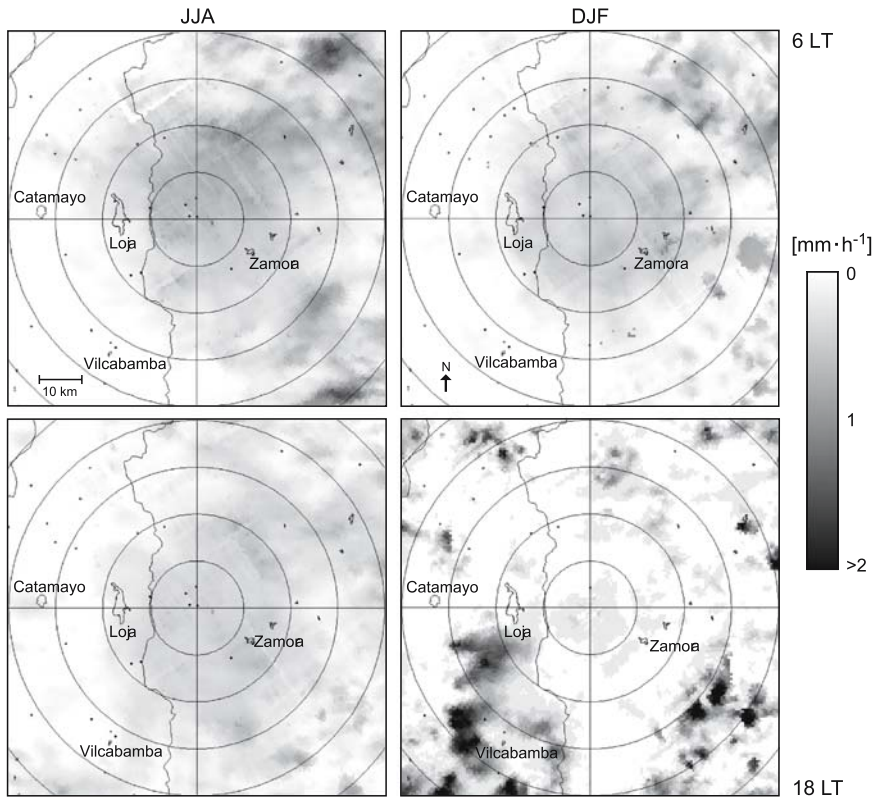 JJA
DJF
6 LT
Catamayo
Loja
Zamora
Vilcabamba
10 km
Catamayo
Loja
Zamora
Vilcabamba
N
[mm·h⁻¹]
0
1
>2
Catamayo
Loja
Zamora
Vilcabamba
Catamayo
Loja
Zamora
Vilcabamba
18 LT